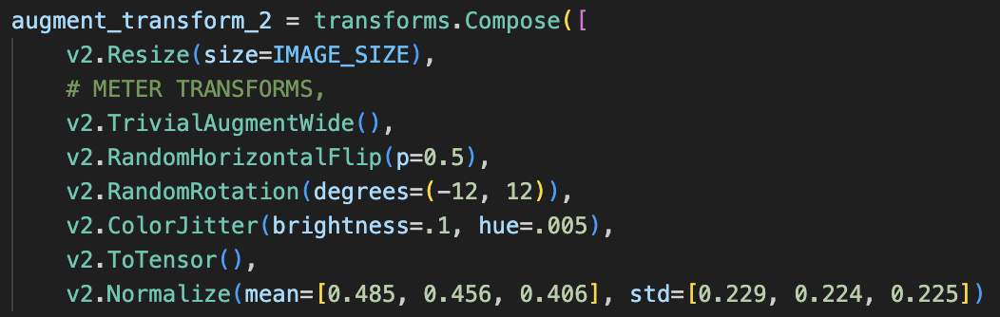 augment_transform_2 = transforms.Compose([
    v2.Resize(size=IMAGE_SIZE),
    # METER TRANSFORMS,
    v2.TrivialAugmentWide(),
    v2.RandomHorizontalFlip(p=0.5),
    v2.RandomRotation(degrees=(-12, 12)),
    v2.ColorJitter(brightness=.1, hue=.005),
    v2.ToTensor(),
    v2.Normalize(mean=[0.485, 0.456, 0.406], std=[0.229, 0.224, 0.225])